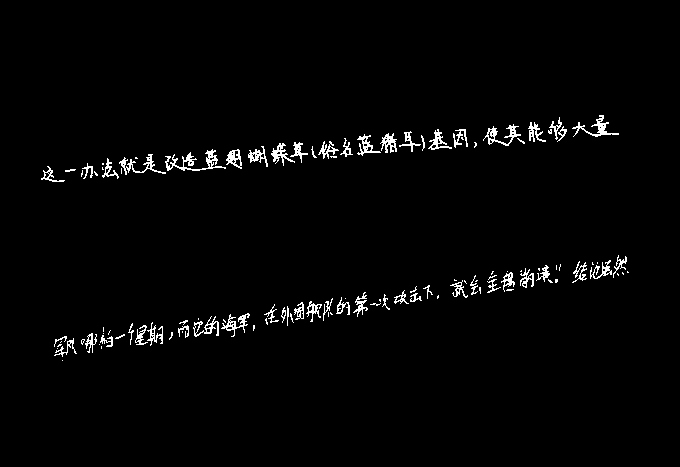 这一办法就是改造蓝翅蝴蝶草(俗名蓝猪耳)基因,使其能够大量
军队哪怕一个星期,而它的海军,在外国舰队的第一次攻击下,就会全部崩溃。”结论虽然